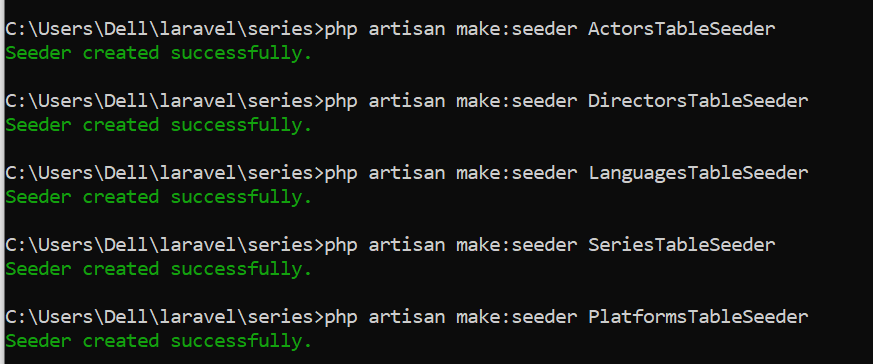 C:\Users\Dell\laravel\series>php artisan make:seeder ActorsTableSeeder
Seeder created successfully.
C:\Users\Dell\laravel\series>php artisan make:seeder DirectorsTableSeeder
Seeder created successfully.
C:\Users\Dell\laravel\series>php artisan make:seeder LanguagesTableSeeder
Seeder created successfully.
C:\Users\Dell\laravel\series>php artisan make:seeder SeriesTableSeeder
Seeder created successfully.
C:\Users\Dell\laravel\series>php artisan make:seeder PlatformsTableSeeder
Seeder created successfully.